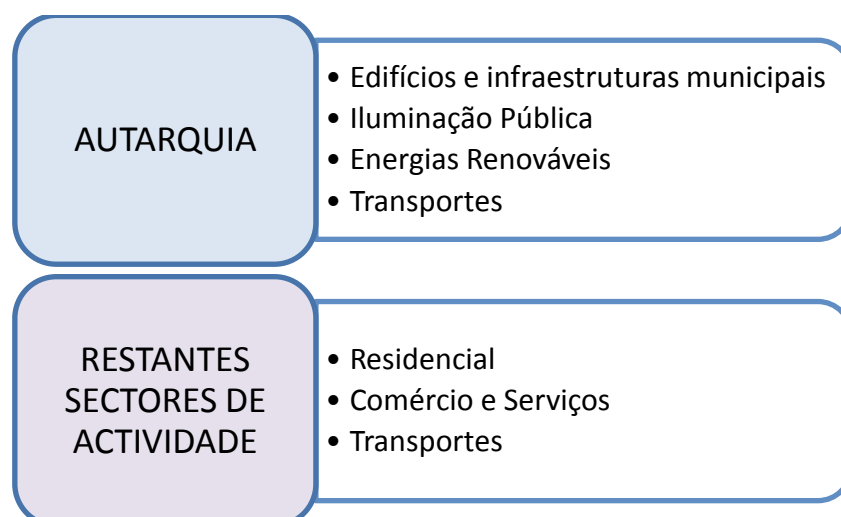 AUTARQUIA
• Edifícios e infraestruturas municipais
• Iluminação Pública
• Energias Renováveis
• Transportes
RESTANTES
SECTORES DE
ACTIVIDADE
• Residencial
• Comércio e Serviços
• Transportes